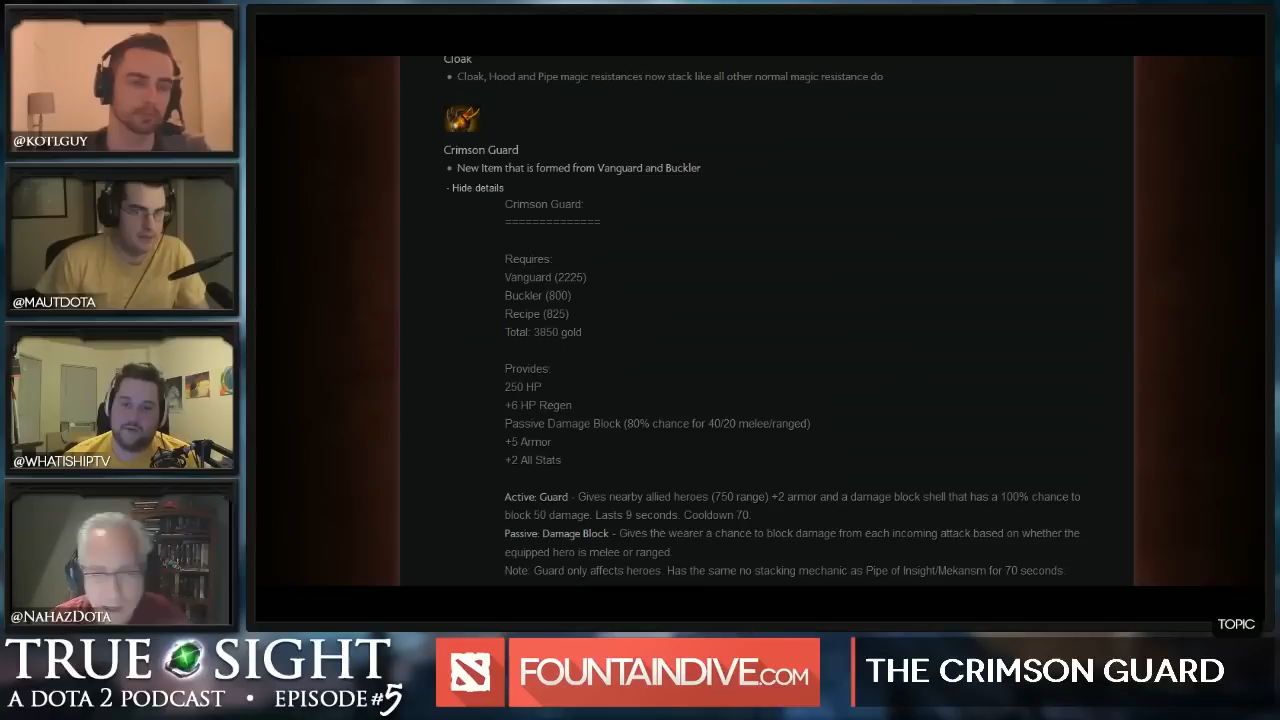 @KOTLGUY
@MAUTDOTA
@WHATISHIPTV
@NAHAZDOTA
Cloak
• Cloak, Hood and Pipe magic resistances now stack like all other normal magic resistance do
Crimson Guard
• New Item that is formed from Vanguard and Buckler
- Hide details
Crimson Guard:
==============
Requires:
Vanguard (2225)
Buckler (800)
Recipe (825)
Total: 3850 gold
Provides:
250 HP
+6 HP Regen
Passive Damage Block (80% chance for 40/20 melee/ranged)
+5 Armor
+2 All Stats
Active: Guard - Gives nearby allied heroes (750 range) +2 armor and a damage block shell that has a 100% chance to
block 50 damage. Lasts 9 seconds. Cooldown 70.
Passive: Damage Block - Gives the wearer a chance to block damage from each incoming attack based on whether the
equipped hero is melee or ranged
Note: Guard only affects heroes. Has the same no stacking mechanic as Pipe of Insight/Mekansm for 70 seconds.
TOPIC
TRUE SIGHT
A DOTA 2 PODCAST • EPISODE #5
FOUNTAINDIVE.COM
THE CRIMSON GUARD